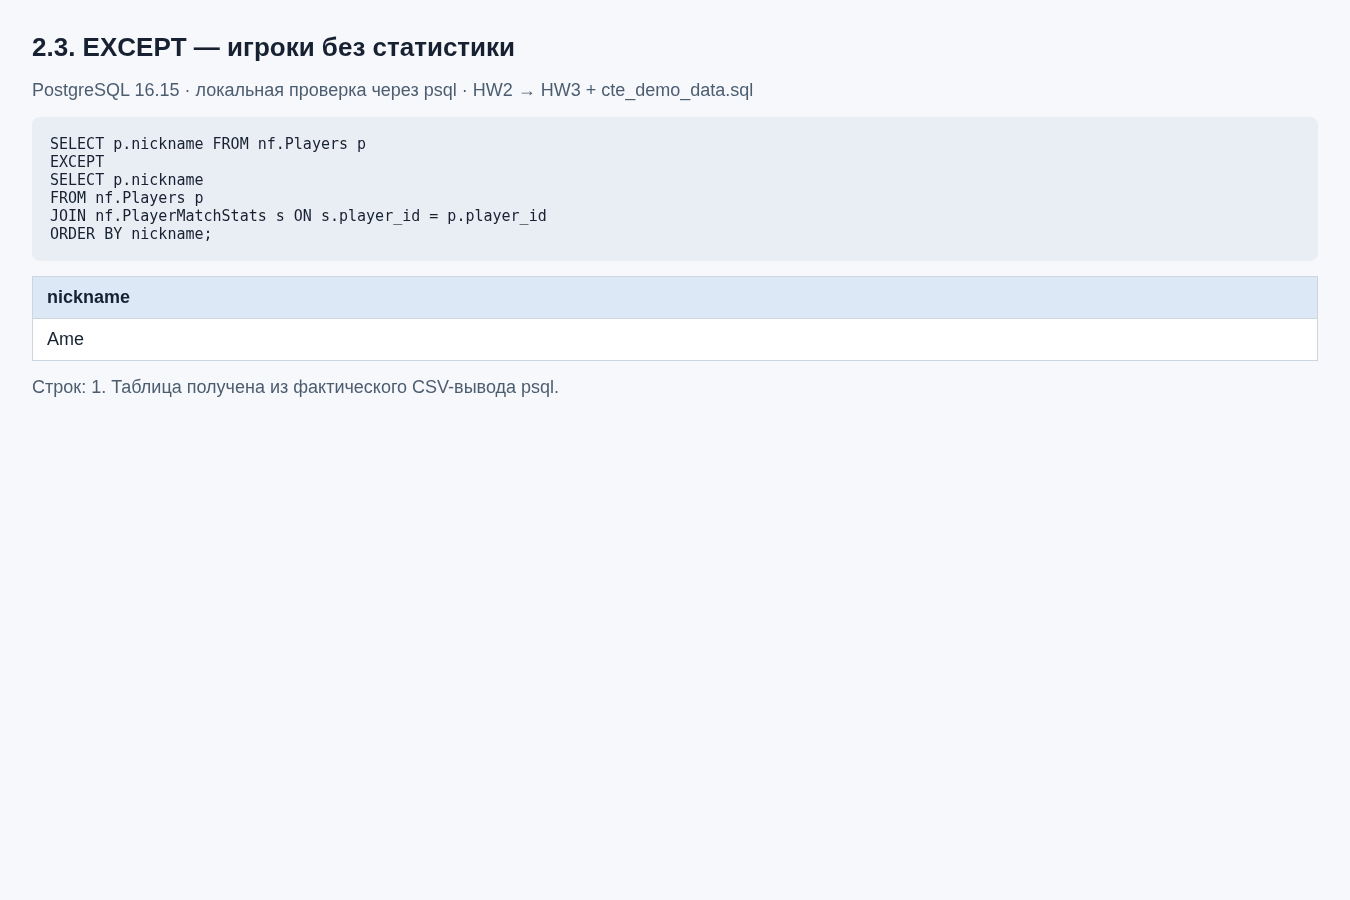 2.3. EXCEPT — игроки без статистики
PostgreSQL 16.15 · локальная проверка через psql · HW2 → HW3 + cte_demo_data.sql
SELECT p.nickname FROM nf.Players p
EXCEPT
SELECT p.nickname
FROM nf.Players p
JOIN nf.PlayerMatchStats s ON s.player_id = p.player_id
ORDER BY nickname;
nickname
Ame
Строк: 1. Таблица получена из фактического CSV-вывода psql.